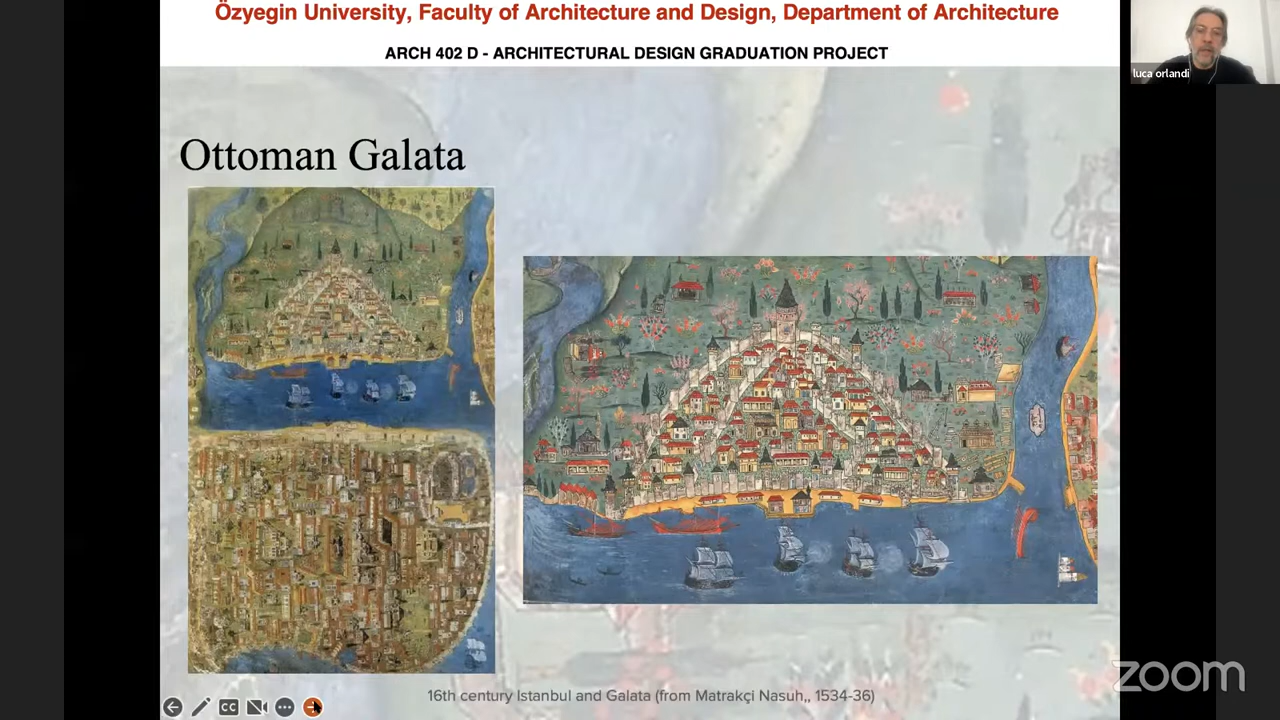 Özyegin University, Faculty of Architecture and Design, Department of Architecture
ARCH 402 D - ARCHITECTURAL DESIGN GRADUATION PROJECT
luca orlandi
Ottoman Galata
16th century Istanbul and Galata (from Matrakçi Nasuh,, 1534-36)
CC
zoom